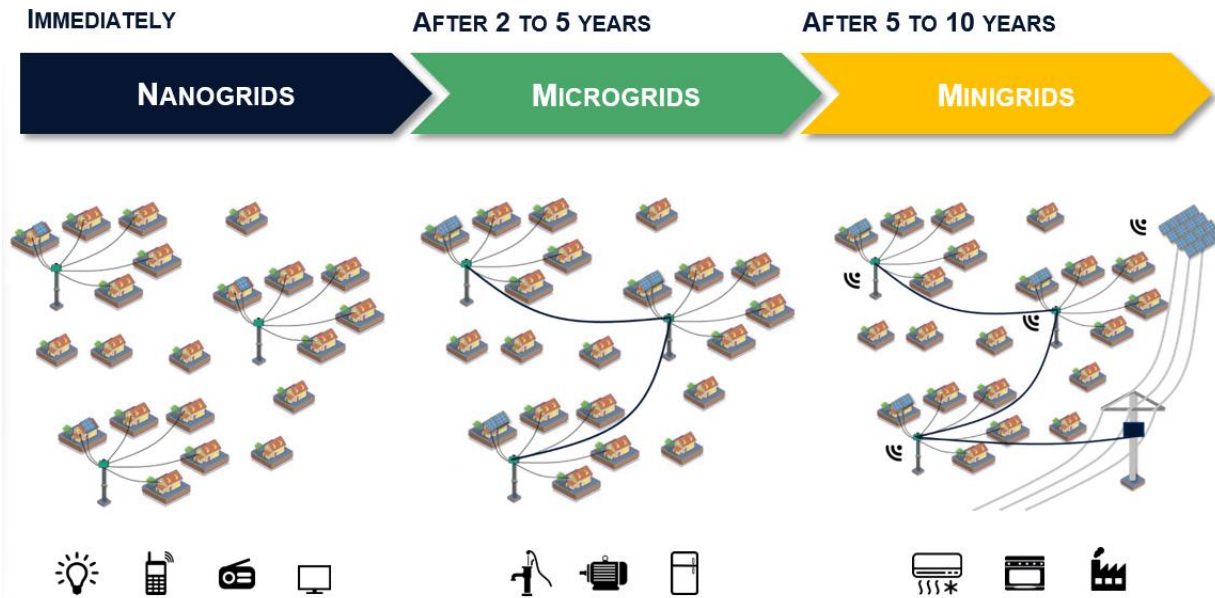 IMMEDIATELY
AFTER 2 TO 5 YEARS
AFTER 5 TO 10 YEARS
NANOGRIDS
MICROGRIDS
MINIGRIDS